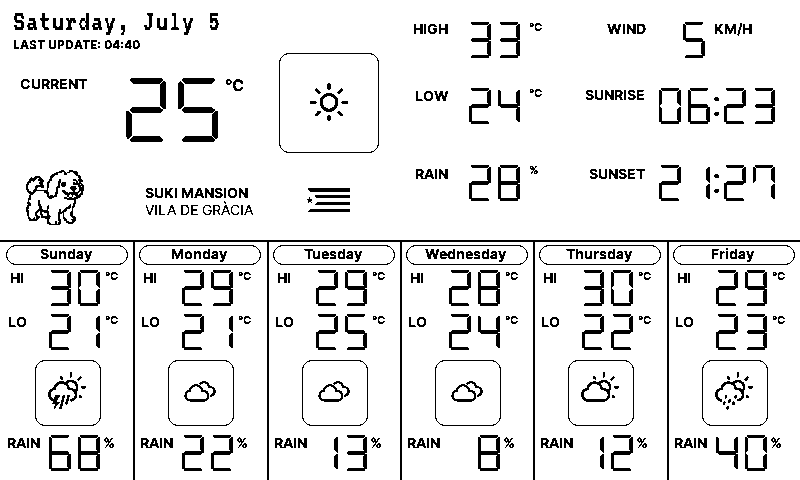 Saturday, July 5
LAST UPDATE: 04:40
CURRENT 25 °C
SUKI MANSION
VILA DE GRÀCIA
HIGH 33 °C
LOW 24 °C
RAIN 28 %
WIND 5 KM/H
SUNRISE 06:23
SUNSET 21:27
Sunday
HI 30 °C
LO 21 °C
RAIN 68 %
Monday
HI 29 °C
LO 21 °C
RAIN 22 %
Tuesday
HI 29 °C
LO 25 °C
RAIN 13 %
Wednesday
HI 28 °C
LO 24 °C
RAIN 8 %
Thursday
HI 30 °C
LO 22 °C
RAIN 12 %
Friday
HI 29 °C
LO 23 °C
RAIN 40 %